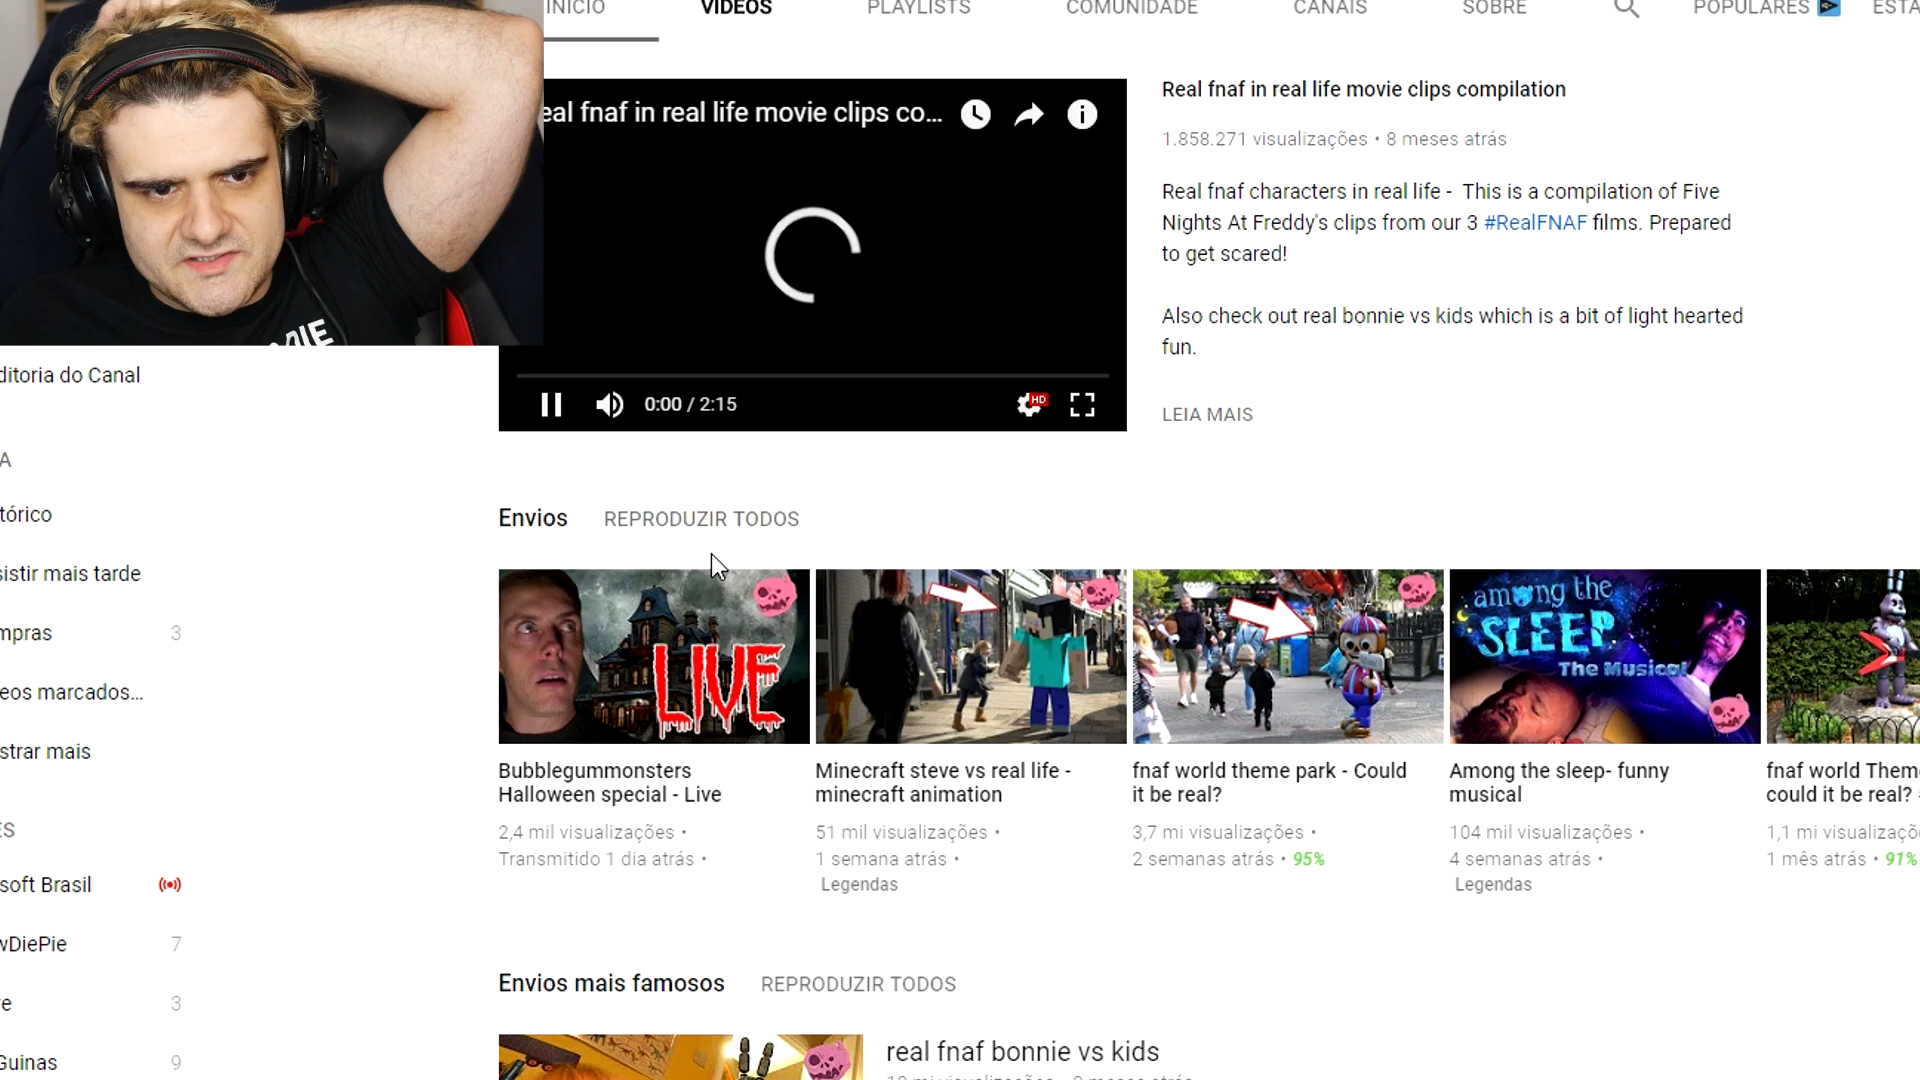 INÍCIO
VÍDEOS
PLAYLISTS
COMUNIDADE
CANAIS
SOBRE
POPULARES
ESTA
eal fnaf in real life movie clips co...
0:00 / 2:15
HD
Real fnaf in real life movie clips compilation
1.858.271 visualizações • 8 meses atrás
Real fnaf characters in real life - This is a compilation of Five
Nights At Freddy's clips from our 3 #RealFNAF films. Prepared
to get scared!
Also check out real bonnie vs kids which is a bit of light hearted
fun.
LEIA MAIS
ditoria do Canal
A
tórico
sistir mais tarde
mpras 3
eos marcados...
strar mais
ES
soft Brasil
wDiePie 7
e 3
Guinas 9
Envios REPRODUZIR TODOS
LIVE
among the
SLEEP
The Musical
Bubblegummonsters
Halloween special - Live
2,4 mil visualizações •
Transmitido 1 dia atrás •
Minecraft steve vs real life -
minecraft animation
51 mil visualizações •
1 semana atrás •
Legendas
fnaf world theme park - Could
it be real?
3,7 mi visualizações •
2 semanas atrás • 95%
Among the sleep- funny
musical
104 mil visualizações •
4 semanas atrás •
Legendas
fnaf world Them
could it be real?
1,1 mi visualizaçõ
1 mês atrás • 91%
Envios mais famosos REPRODUZIR TODOS
real fnaf bonnie vs kids